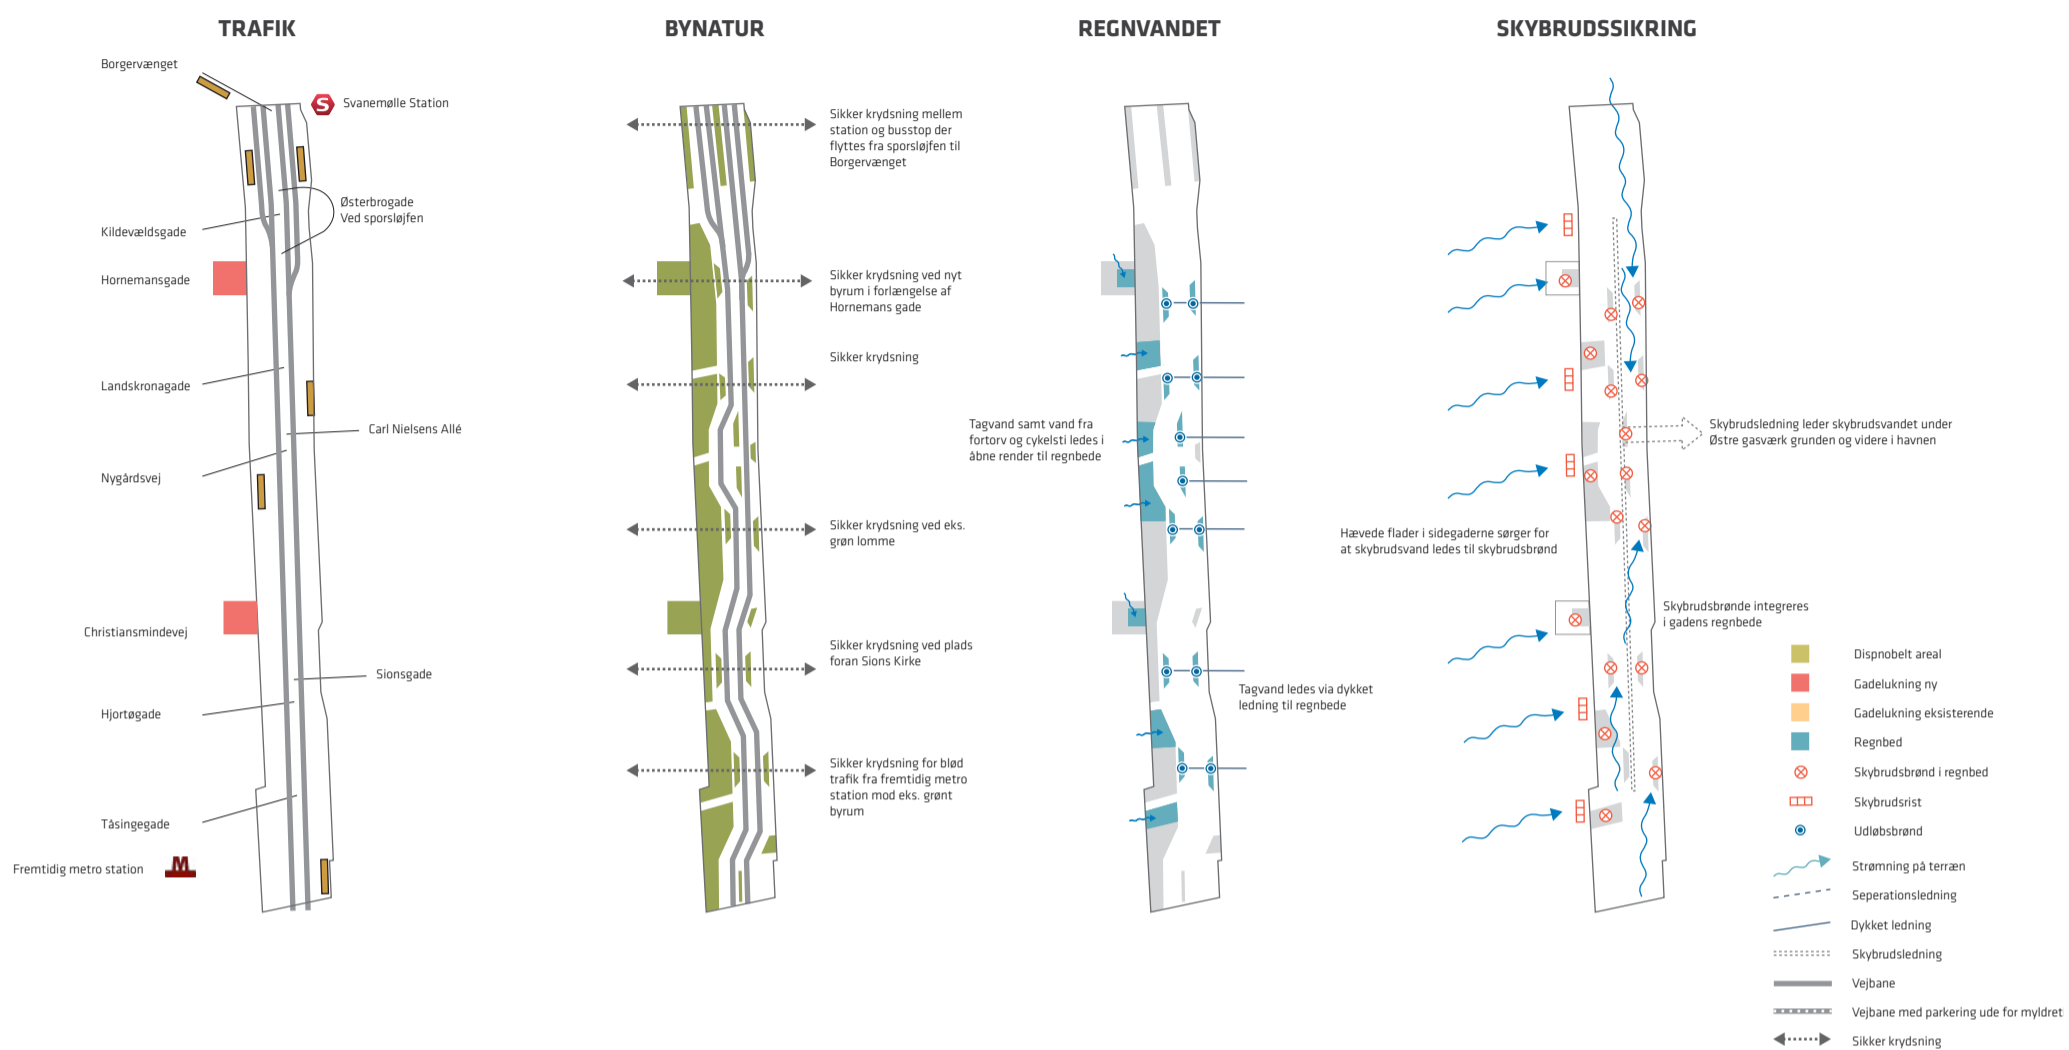 TRAFIK
Borgervænget
S
Svanemølle Station
Østerbrogade
Ved sporsløjfen
Kildevældsgade
Hornemansgade
Landskronagade
Carl Nielsens Allé
Nygårdsvej
Christiansmindevej
Sionsgade
Hjortøgade
Tåsingegade
Fremtidig metro station
M
BYNATUR
Sikker krydsning mellem
station og busstop der
flyttes fra sporsløjfen til
Borgervænget
Sikker krydsning ved nyt
byrum i forlængelse af
Hornemans gade
Sikker krydsning
Sikker krydsning ved eks.
grøn lomme
Sikker krydsning ved plads
foran Sions Kirke
Sikker krydsning for blød
trafik fra fremtidig metro
station mod eks. grønt
byrum
REGNVANDET
Tagvand samt vand fra
fortorv og cykelsti ledes i
åbne render til regnbede
Tagvand ledes via dykket
ledning til regnbede
SKYBRUDSSIKRING
Skybrudsledning leder skybrudsvandet under
Østre gasværk grunden og videre i havnen
Hævede flader i sidegaderne sørger for
at skybrudsvand ledes til skybrudsbrønd
Skybrudsbrønde integreres
i gadens regnbede
Dispnobelt areal
Gadelukning ny
Gadelukning eksisterende
Regnbed
Skybrudsbrønd i regnbed
Skybrudsrist
Udløbsbrønd
Strømning på terræn
Seperationsledning
Dykket ledning
Skybrudsledning
Vejbane
Vejbane med parkering ude for myldret
Sikker krydsning